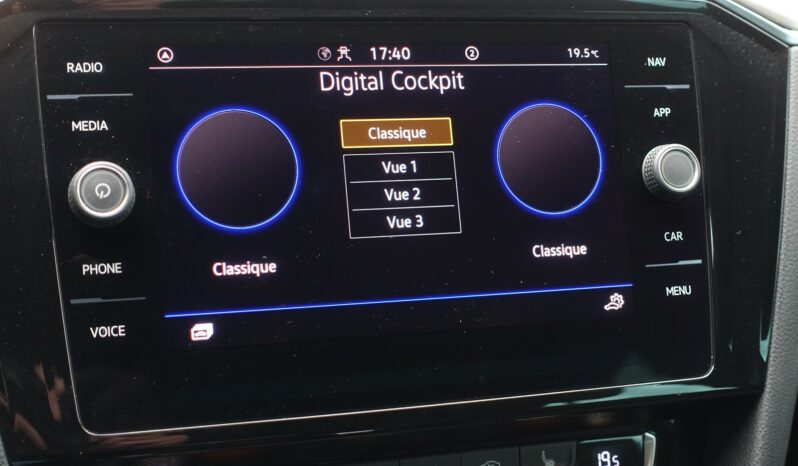 17:40
2
19.5°C
Digital Cockpit
RADIO
MEDIA
PHONE
VOICE
Classique
Vue 1
Vue 2
Vue 3
Classique
Classique
NAV
APP
CAR
MENU
19.5